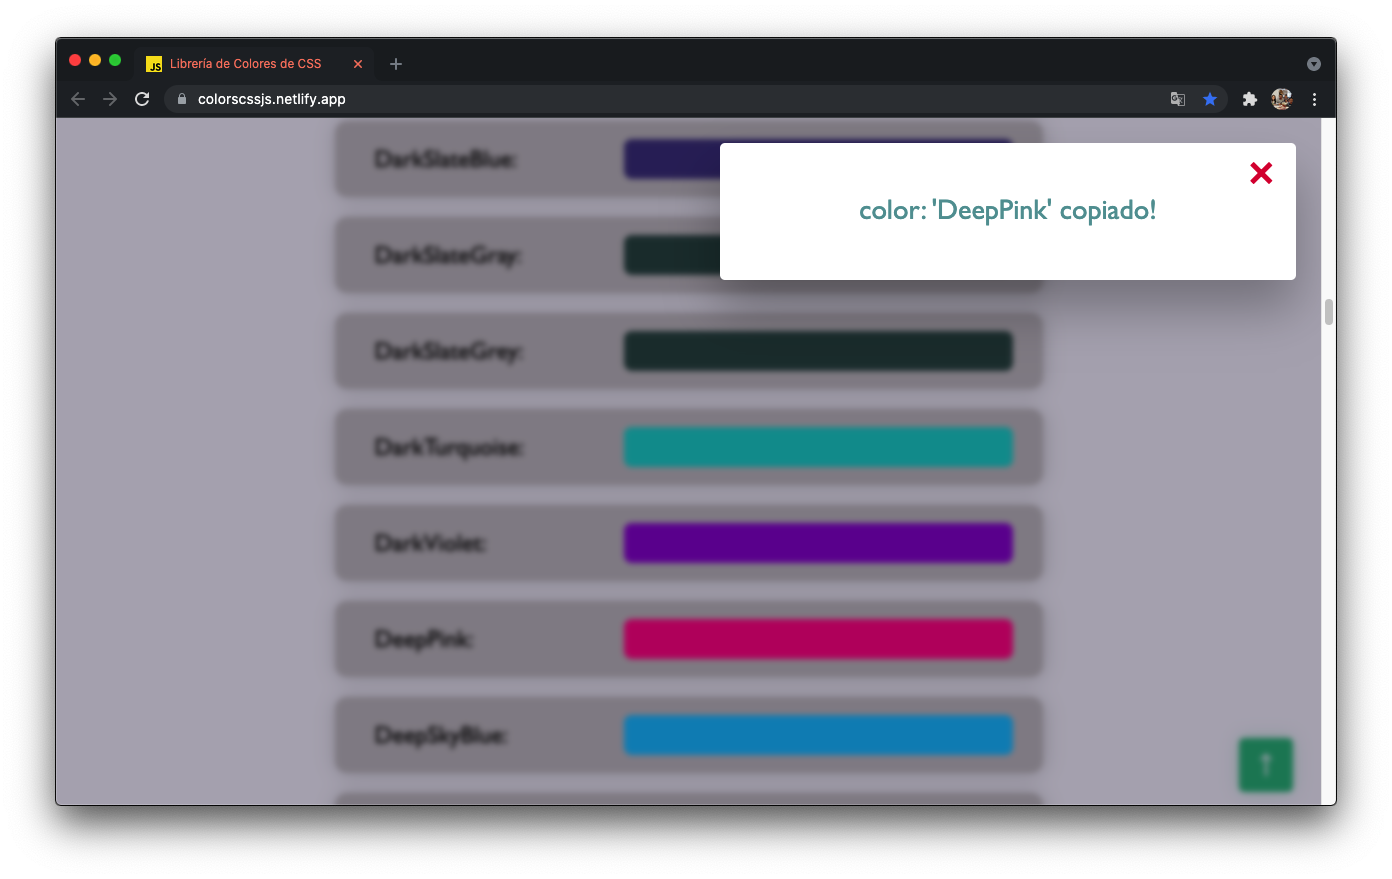 JS Librería de Colores de CSS
colorscssjs.netlify.app
DarkSlateBlue:
color: 'DeepPink' copiado!
DarkSlateGray:
DarkSlateGrey:
DarkTurquoise:
DarkViolet:
DeepPink:
DeepSkyBlue: